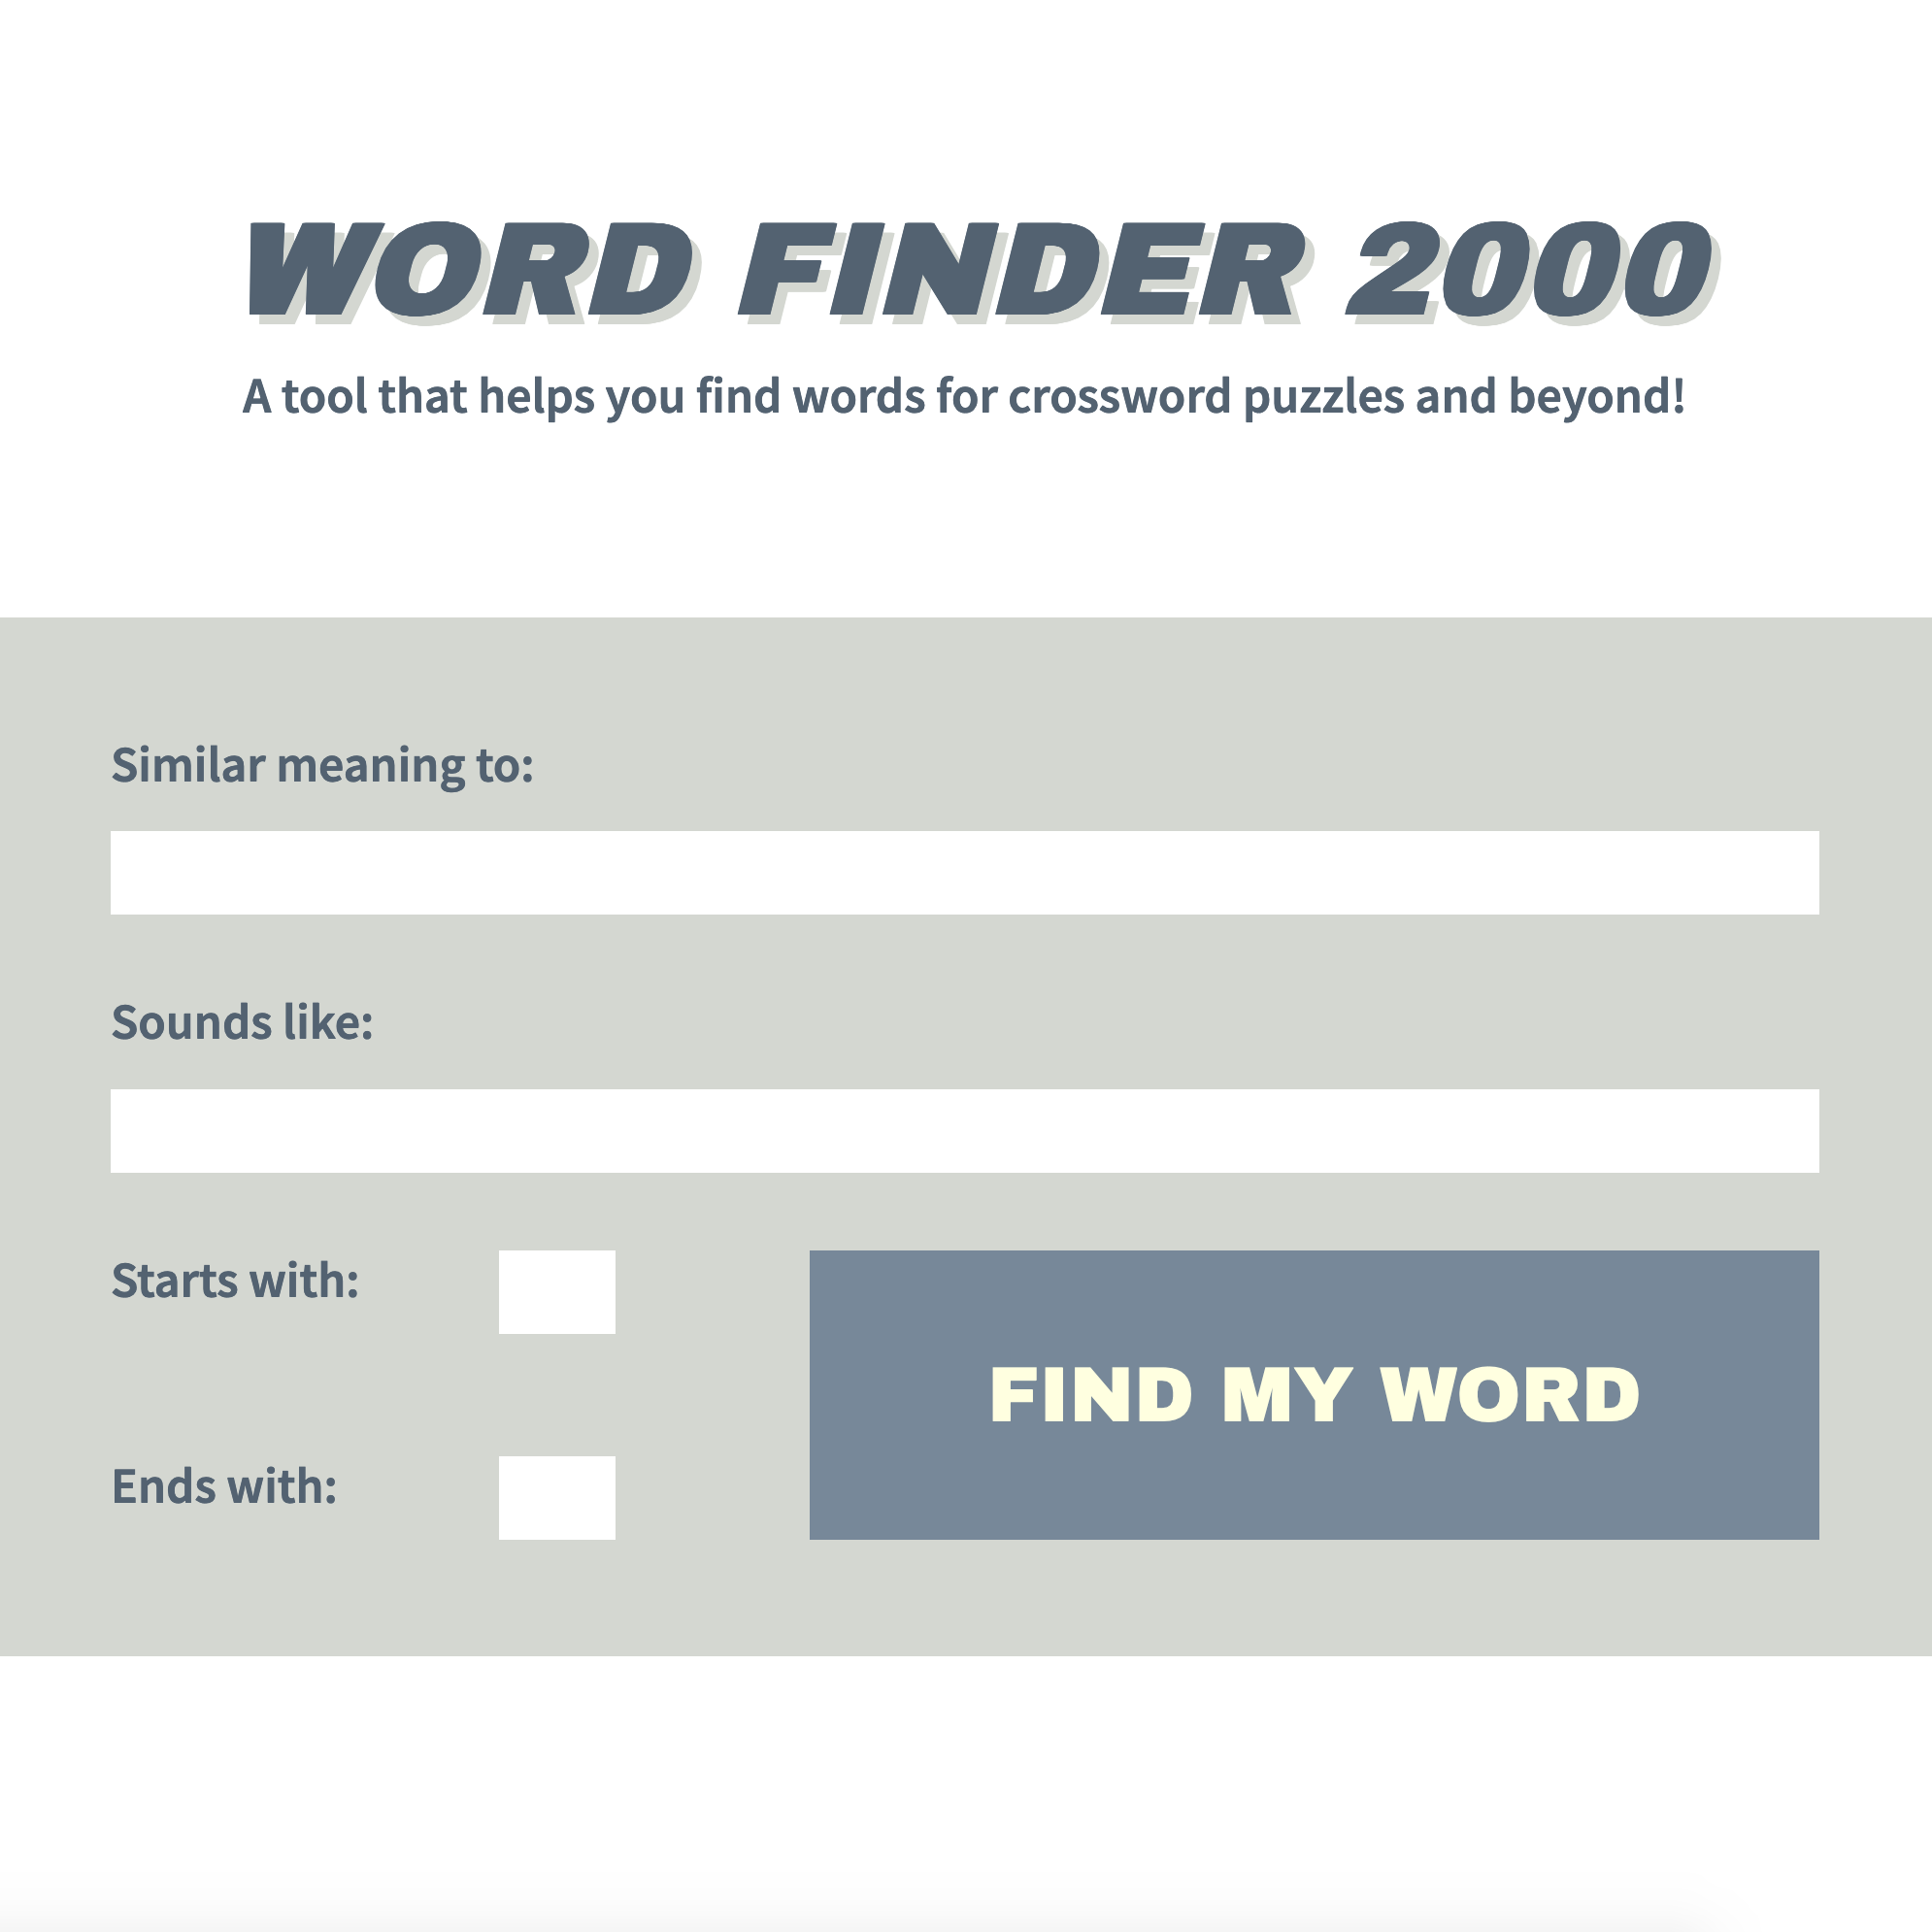 WORD FINDER 2000
A tool that helps you find words for crossword puzzles and beyond!
Similar meaning to:
Sounds like:
Starts with:
FIND MY WORD
Ends with: